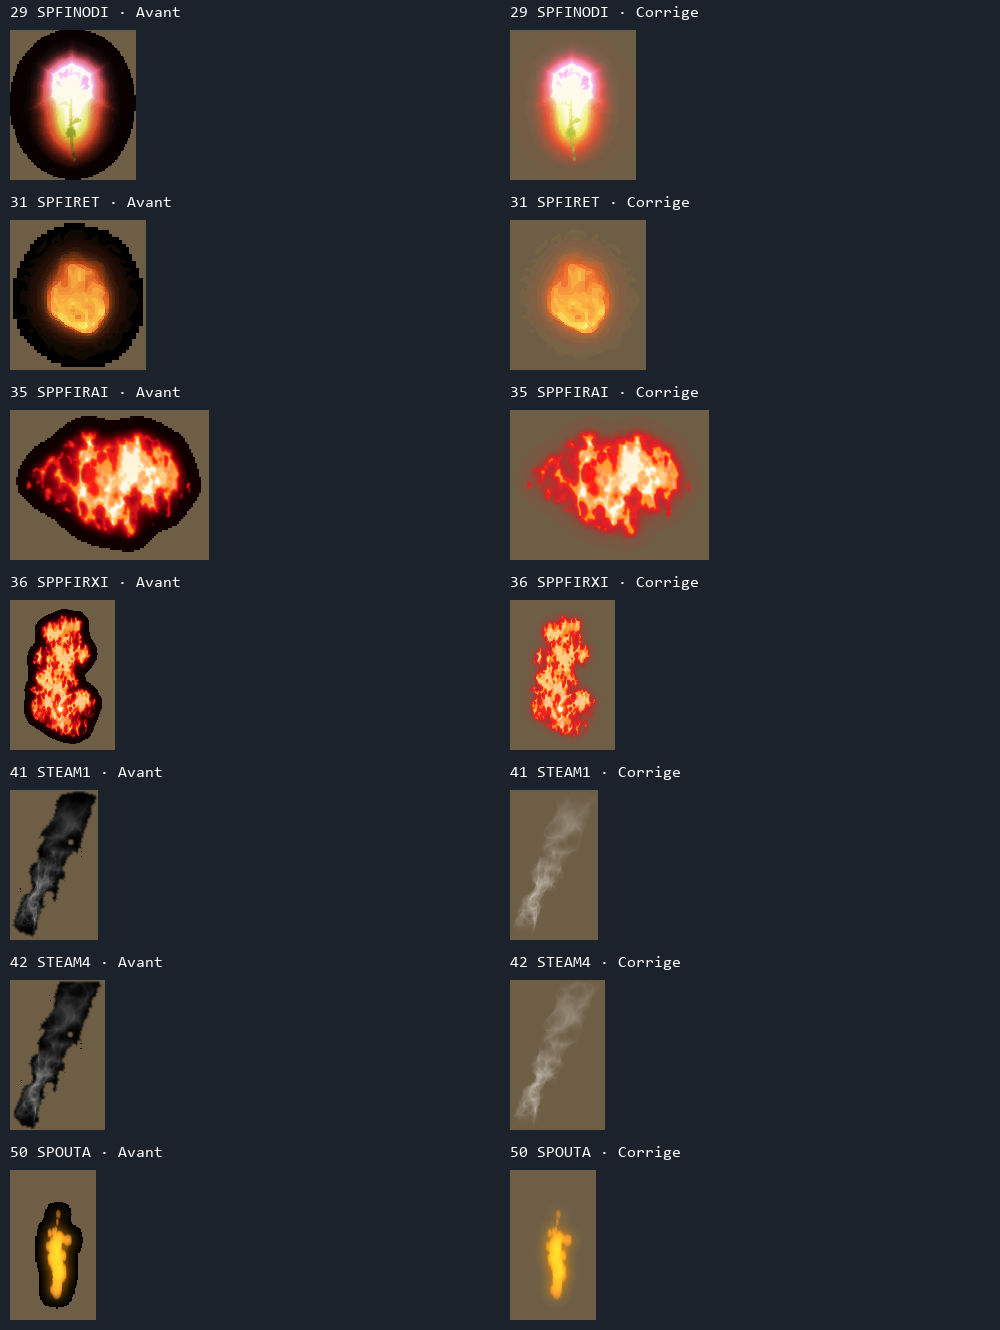 29 SPFINODI · Avant
29 SPFINODI · Corrige
31 SPFIRET · Avant
31 SPFIRET · Corrige
35 SPPFIRAI · Avant
35 SPPFIRAI · Corrige
36 SPPFIRXI · Avant
36 SPPFIRXI · Corrige
41 STEAM1 · Avant
41 STEAM1 · Corrige
42 STEAM4 · Avant
42 STEAM4 · Corrige
50 SPOUTA · Avant
50 SPOUTA · Corrige